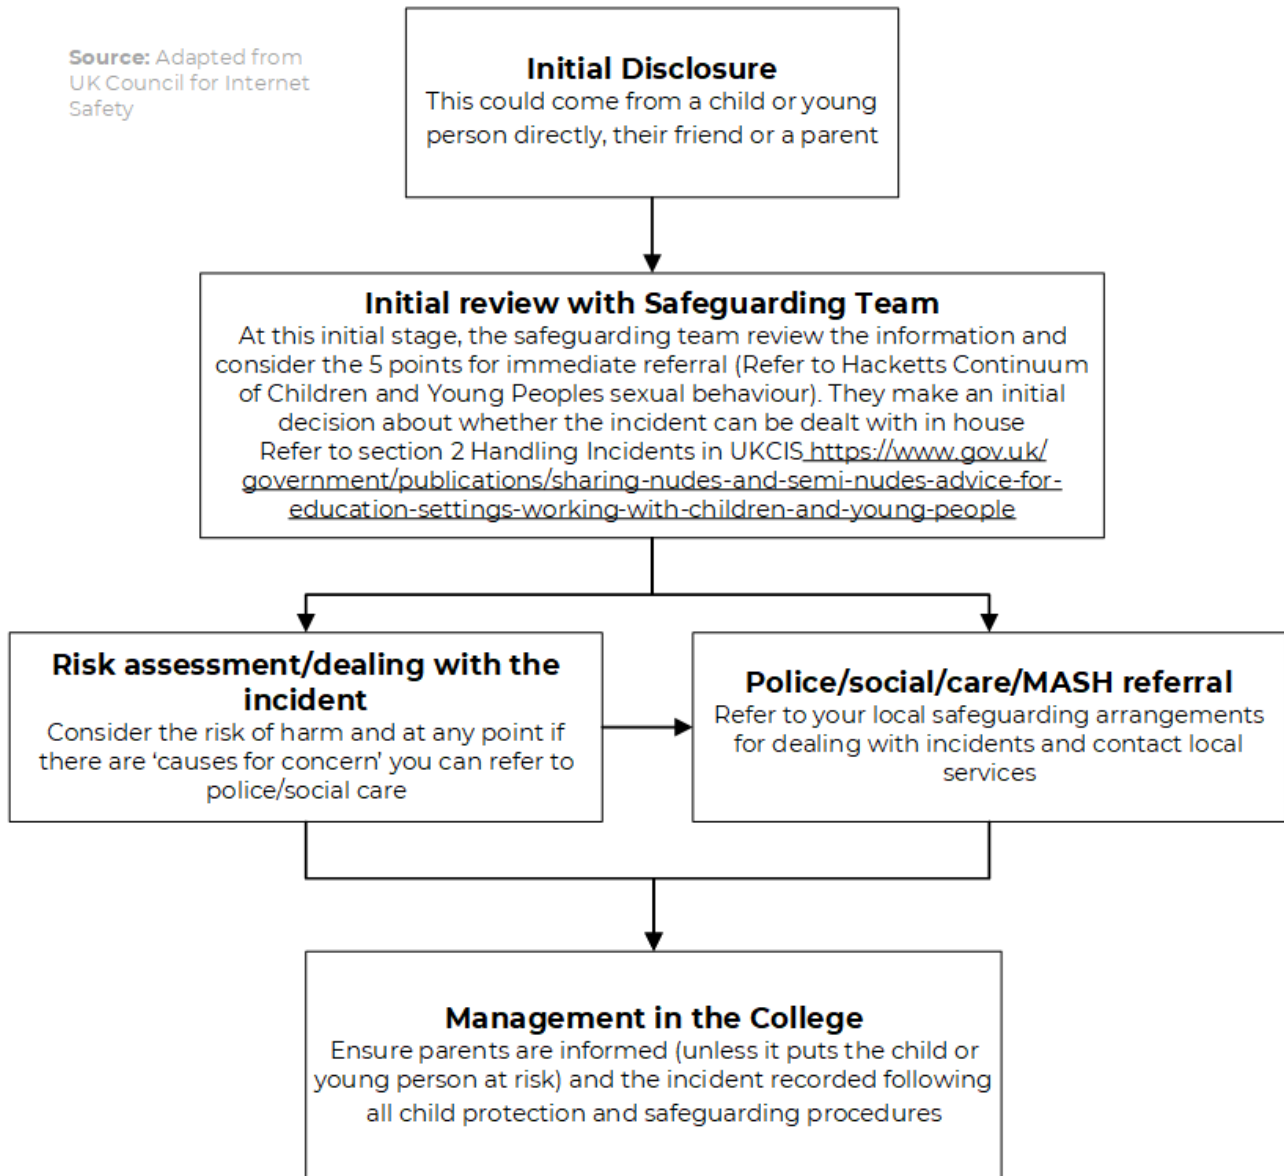 Source: Adapted from
UK Council for Internet
Safety
Initial Disclosure
This could come from a child or young
person directly, their friend or a parent
Initial review with Safeguarding Team
At this initial stage, the safeguarding team review the information and
consider the 5 points for immediate referral (Refer to Hacketts Continuum
of Children and Young Peoples sexual behaviour). They make an initial
decision about whether the incident can be dealt with in house
Refer to section 2 Handling Incidents in UKCIS https://www.gov.uk/
government/publications/sharing-nudes-and-semi-nudes-advice-for-
education-settings-working-with-children-and-young-people
Risk assessment/dealing with the
incident
Consider the risk of harm and at any point if
there are ‘causes for concern’ you can refer to
police/social care
Police/social/care/MASH referral
Refer to your local safeguarding arrangements
for dealing with incidents and contact local
services
Management in the College
Ensure parents are informed (unless it puts the child or
young person at risk) and the incident recorded following
all child protection and safeguarding procedures